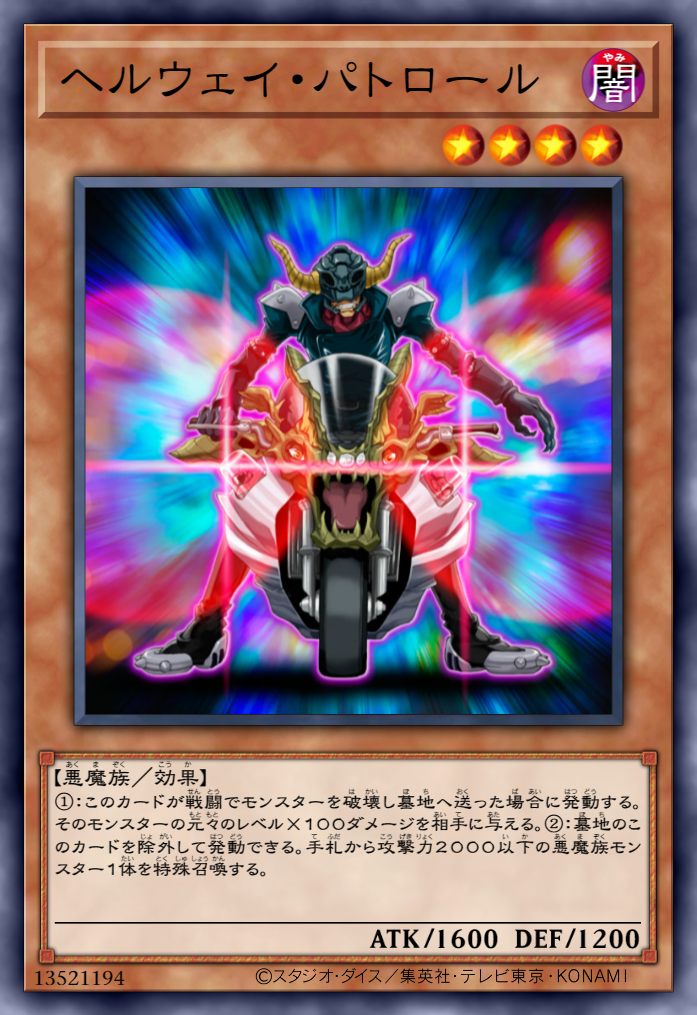 ヘルウェイ・パトロール
やみ
闇
【悪魔族／効果】
①：このカードが戦闘でモンスターを破壊し墓地へ送った場合に発動する。
そのモンスターの元々のレベル×100ダメージを相手に与える。②：墓地のこ
のカードを除外して発動できる。手札から攻撃力2000以下の悪魔族モン
スター1体を特殊召喚する。
ATK/1600 DEF/1200
13521194 ©スタジオ・ダイス／集英社・テレビ東京・KONAMI